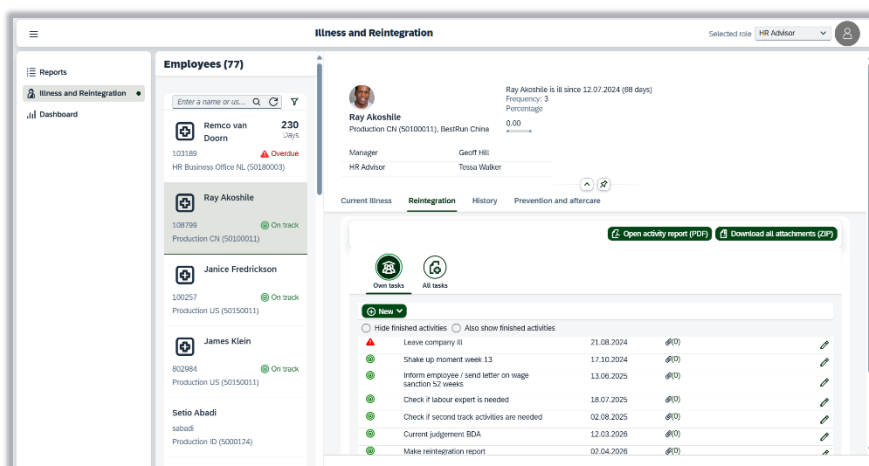 Illness and Reintegration
Selected role HR Advisor
Reports
Illness and Reintegration
Dashboard
Employees (77)
Enter a name or us...
Remco van Doorn
230 Days
103189
Overdue
HR Business Office NL (50180003)
Ray Akoshile
108799
On track
Production CN (50100011)
Janice Fredrickson
100257
On track
Production US (50150011)
James Klein
802984
On track
Production US (50150011)
Setio Abadi
sabadi
Production ID (5000124)
Ray Akoshile
Production CN (50100011), BestRun China
Ray Akoshile is ill since 12.07.2024 (68 days)
Frequency: 3
Percentage
0.00
Manager Geoff Hill
HR Advisor Tessa Walker
Current Illness Reintegration History Prevention and aftercare
Open activity report (PDF) Download all attachments (ZIP)
Own tasks All tasks
New
Hide finished activities Also show finished activities
Leave company ill 21.08.2024 (0)
Shake up moment week 13 17.10.2024 (0)
Inform employee / send letter on wage sanction 52 weeks 13.06.2025 (0)
Check if labour expert is needed 18.07.2025 (0)
Check if second track activities are needed 02.08.2025 (0)
Current judgement BDA 12.03.2026 (0)
Make reintegration report 02.04.2026 (0)